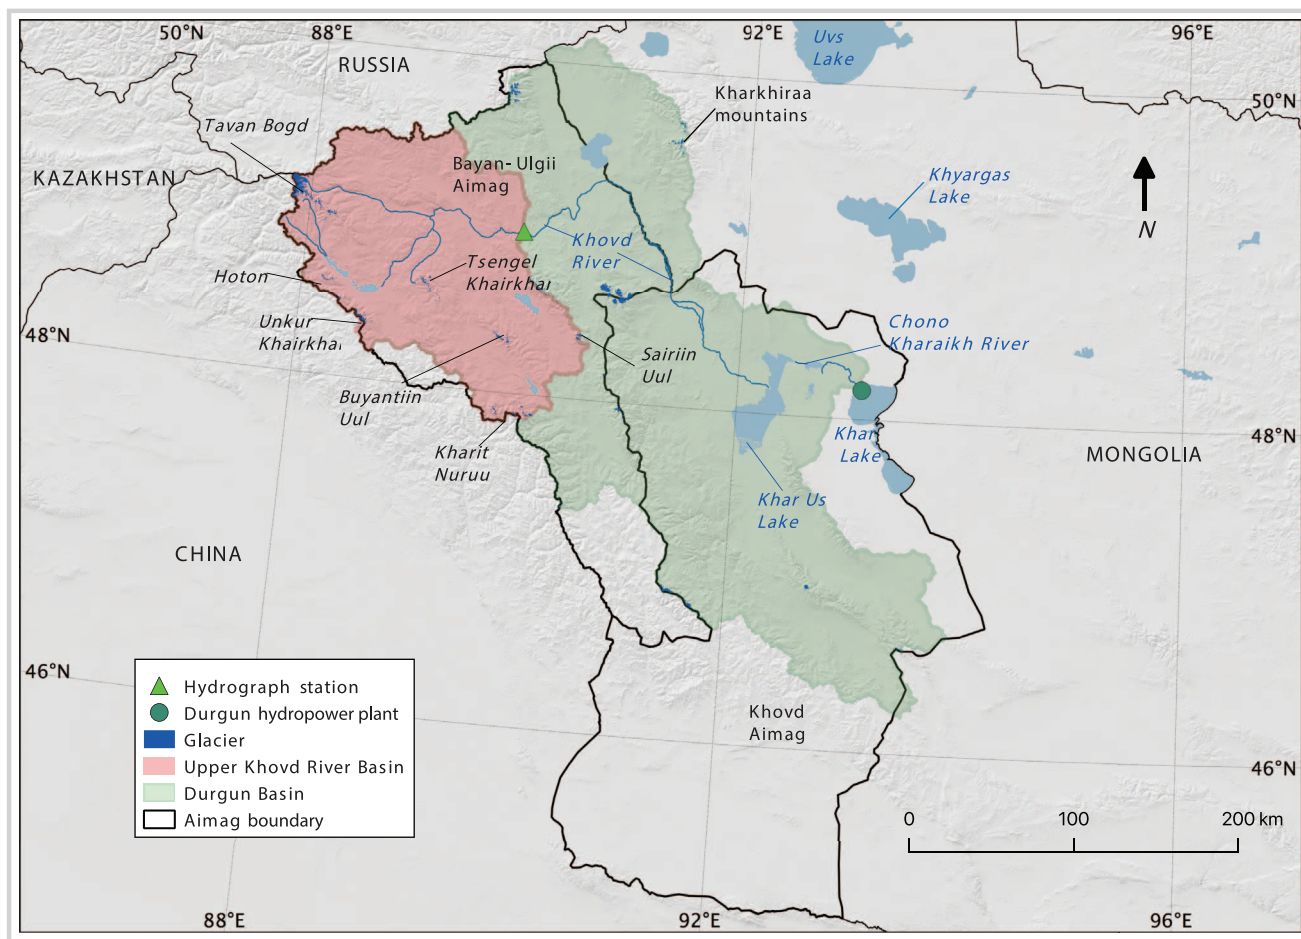 50°N
88°E
92°E
96°E
RUSSIA
Uvs
Lake
Kharkhiraa
mountains
50°N
Tavan Bogd
KAZAKHSTAN
Bayan-Ulgii
Aimag
Khyargas
Lake
N
Khovd
River
Hoton
Tsengel
Khairkhar
Unkur
Khairkhar
48°N
Chono
Kharaikh River
Sairiin
Uul
Buyantiin
Uul
Khar
Lake
48°N
Kharit
Nuruu
MONGOLIA
Khar Us
Lake
CHINA
46°N
Hydrograph station
Durgun hydropower plant
Glacier
Upper Khovd River Basin
Durgun Basin
Aimag boundary
Khovd
Aimag
46°N
0
100
200 km
88°E
92°E
96°E